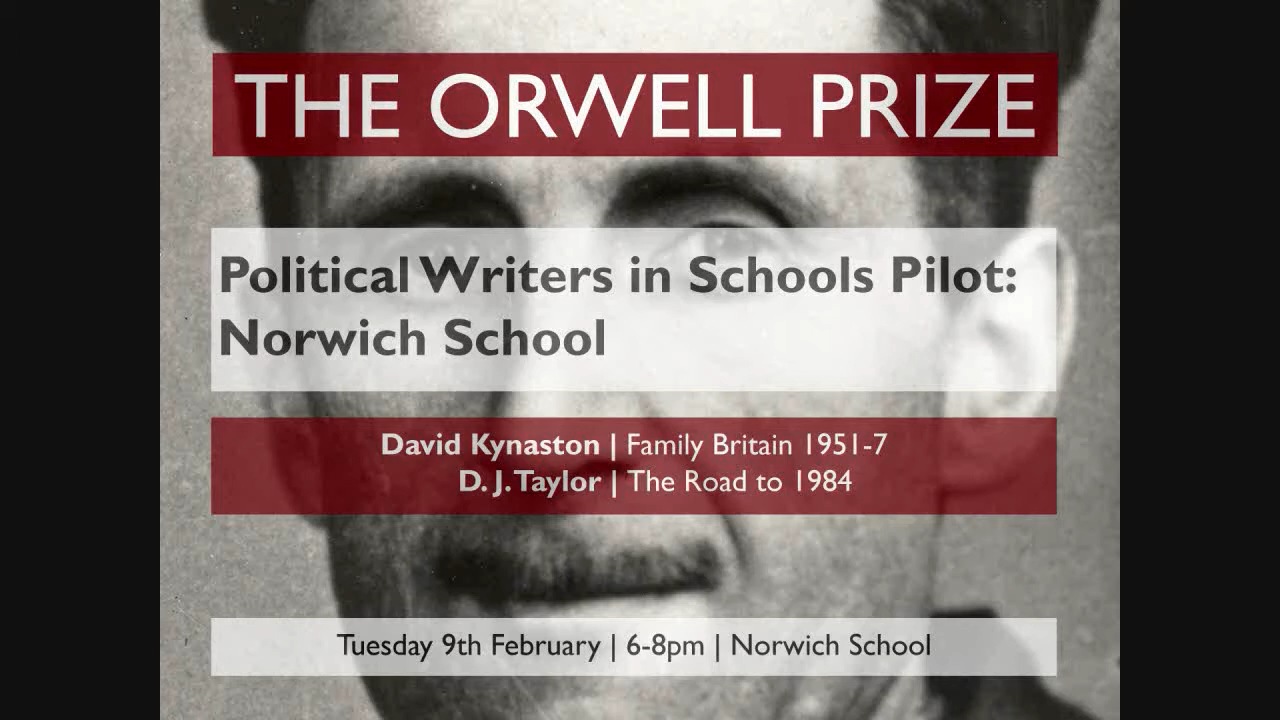 THE ORWELL PRIZE
Political Writers in Schools Pilot:
Norwich School
David Kynaston | Family Britain 1951-7
D. J. Taylor | The Road to 1984
Tuesday 9th February | 6-8pm | Norwich School